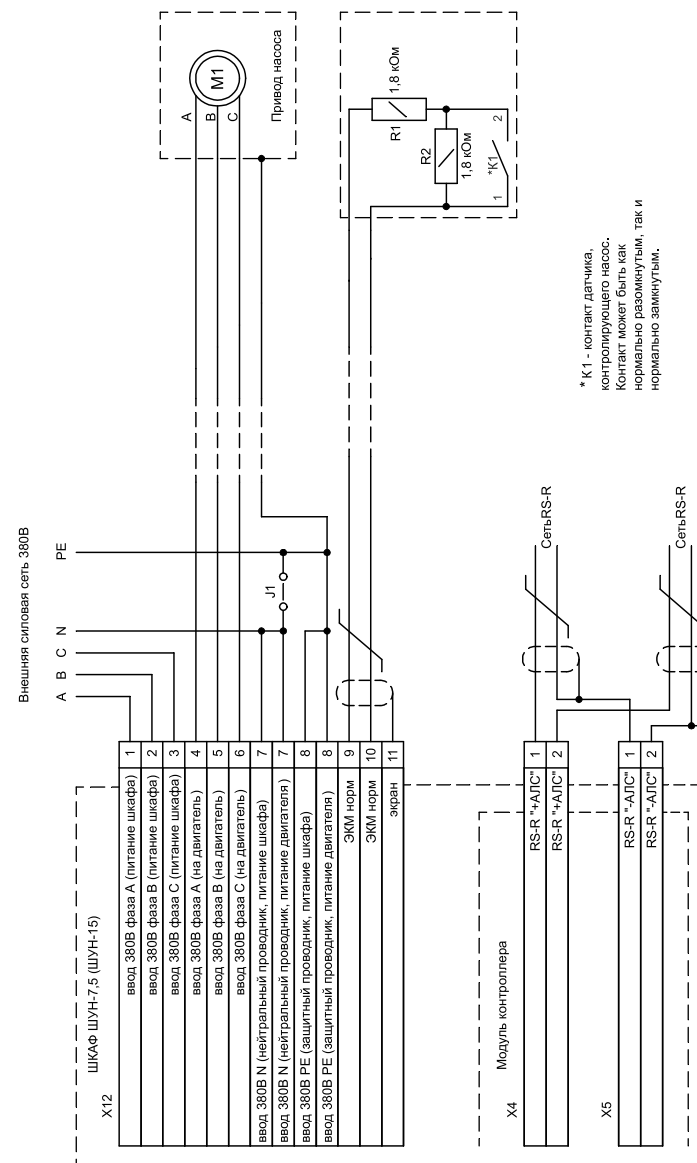 M1
A
B
C
Привод насоса
1,8 кОм
R1
R2
1,8 кОм
*К1
2
1
* К1 - контакт датчика,
контролирующего насос.
Контакт может быть как
нормально разомкнутым, так и
нормально замкнутым.
Внешняя силовая сеть 380В
A
B
C
N
PE
J1
СетьRS-R
СетьRS-R
ШКАФ ШУН-7,5 (ШУН-15)
X12
ввод 380В фаза А (питание шкафа) 1
ввод 380В фаза В (питание шкафа) 2
ввод 380В фаза С (питание шкафа) 3
ввод 380В фаза А (на двигатель) 4
ввод 380В фаза В (на двигатель) 5
ввод 380В фаза С (на двигатель) 6
ввод 380В N (нейтральный проводник, питание шкафа) 7
ввод 380В N (нейтральный проводник, питание двигателя ) 7
ввод 380В PE (защитный проводник, питание шкафа) 8
ввод 380В PE (защитный проводник, питание двигателя ) 8
ЭКМ норм 9
ЭКМ норм 10
экран 11
Модуль контроллера
X4
RS-R "+АЛС" 1
RS-R "+АЛС" 2
X5
RS-R "-АЛС" 1
RS-R "-АЛС" 2